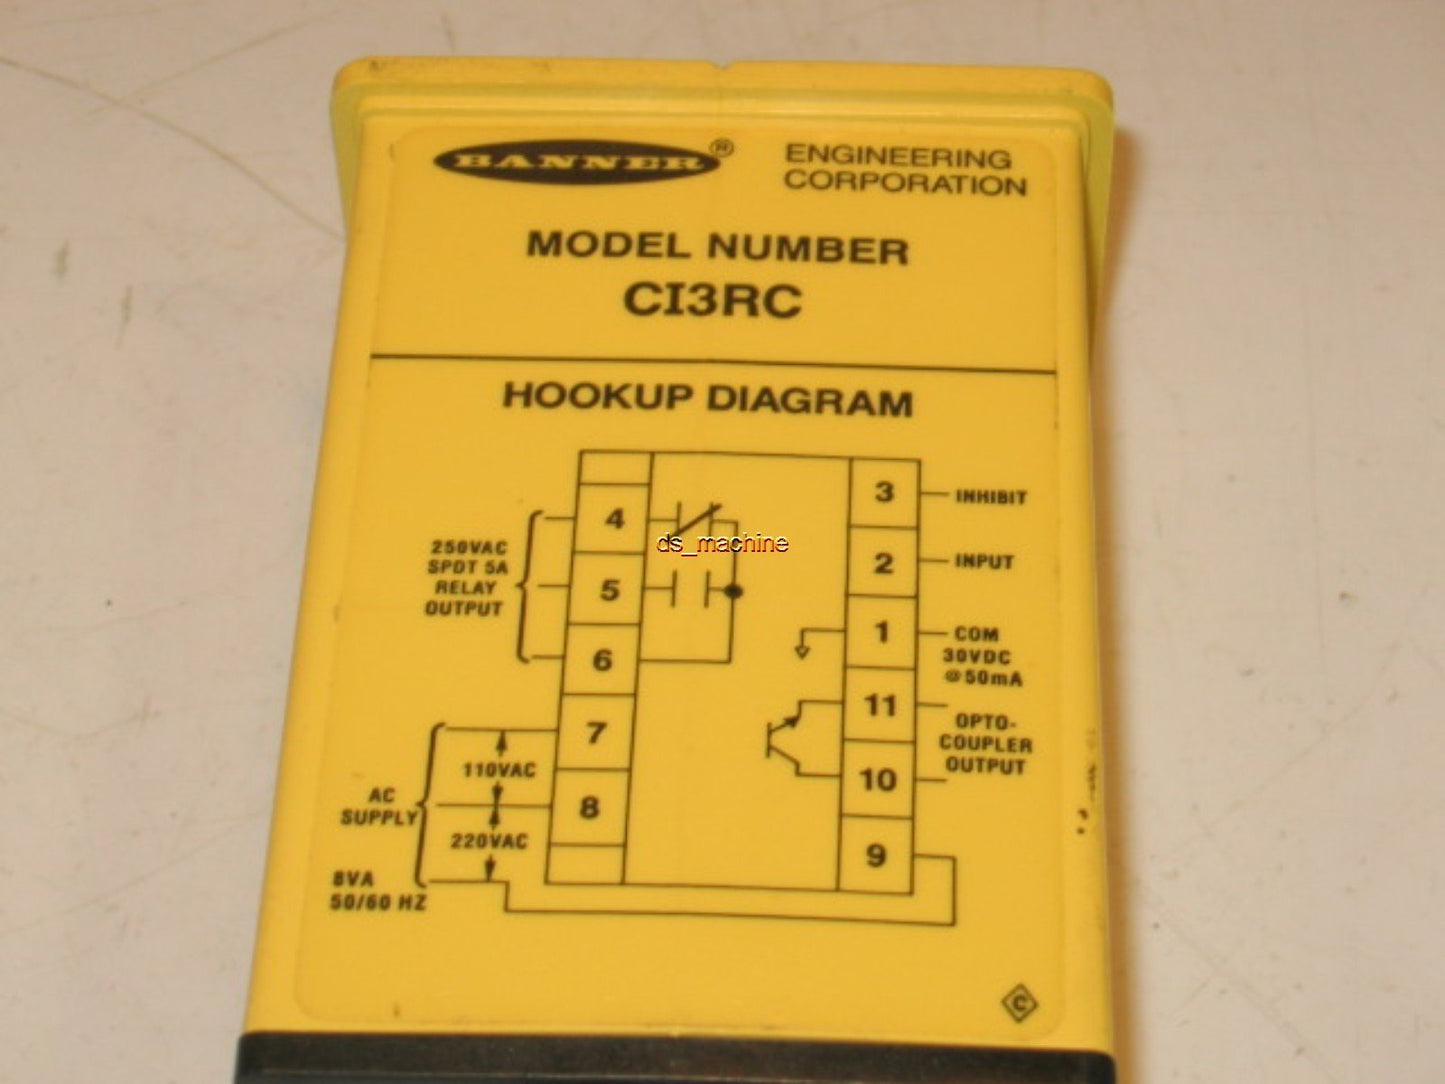 BANNER®
ENGINEERING
CORPORATION
MODEL NUMBER
CI3RC
HOOKUP DIAGRAM
250VAC
SPDT 5A
RELAY
OUTPUT
4
5
6
7
8
110VAC
220VAC
AC
SUPPLY
8VA
50/60 HZ
3
INHIBIT
2
INPUT
1
COM
30VDC
@50mA
11
10
OPTO-
COUPLER
OUTPUT
9
C
ds_machine